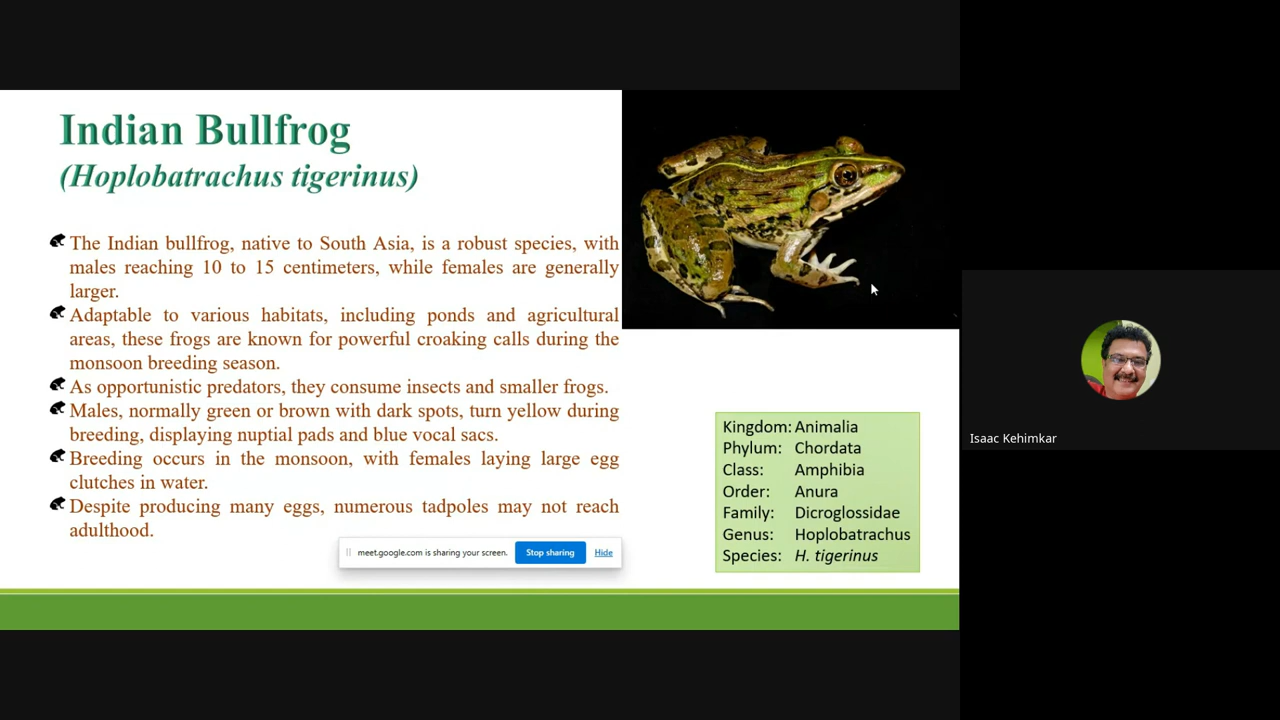 Indian Bullfrog
(Hoplobatrachus tigerinus)
The Indian bullfrog, native to South Asia, is a robust species, with
males reaching 10 to 15 centimeters, while females are generally
larger.
Adaptable to various habitats, including ponds and agricultural
areas, these frogs are known for powerful croaking calls during the
monsoon breeding season.
As opportunistic predators, they consume insects and smaller frogs.
Males, normally green or brown with dark spots, turn yellow during
breeding, displaying nuptial pads and blue vocal sacs.
Breeding occurs in the monsoon, with females laying large egg
clutches in water.
Despite producing many eggs, numerous tadpoles may not reach
adulthood.
meet.google.com is sharing your screen. Stop sharing Hide
Kingdom: Animalia
Phylum: Chordata
Class: Amphibia
Order: Anura
Family: Dicroglossidae
Genus: Hoplobatrachus
Species: H. tigerinus
Isaac Kehimkar